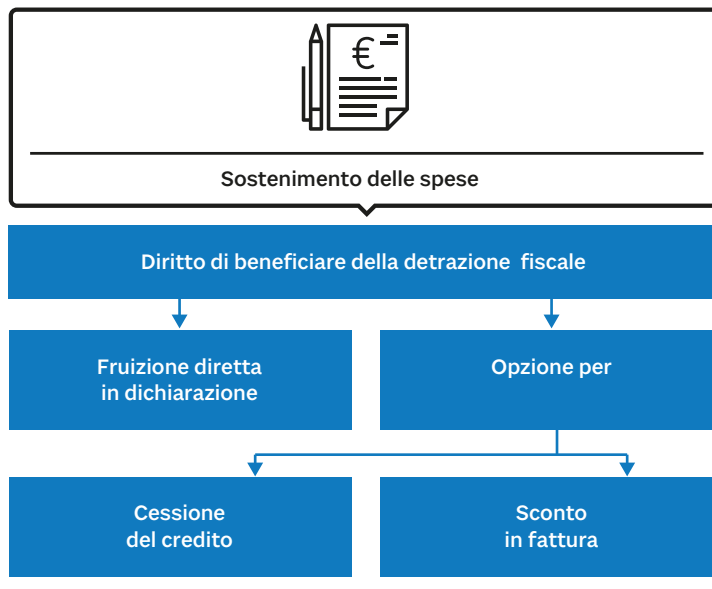 €
Sostenimento delle spese
Diritto di beneficiare della detrazione fiscale
Fruizione diretta
in dichiarazione
Opzione per
Cessione
del credito
Sconto
in fattura